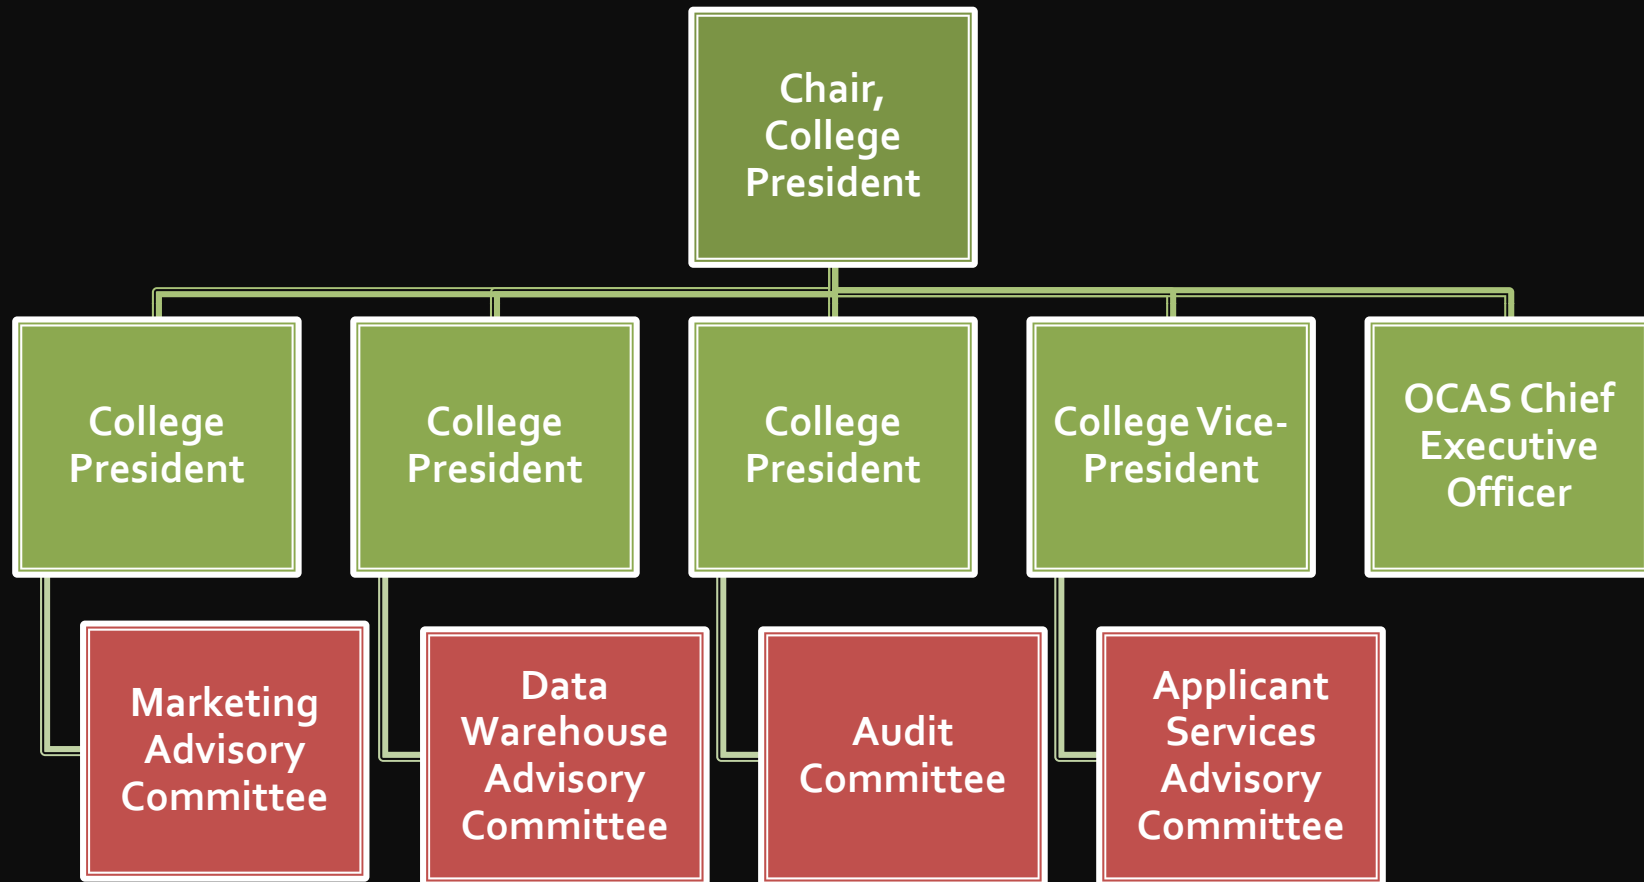 Chair,
College
President
College
President
College
President
College
President
College Vice-
President
OCAS Chief
Executive
Officer
Marketing
Advisory
Committee
Data
Warehouse
Advisory
Committee
Audit
Committee
Applicant
Services
Advisory
Committee